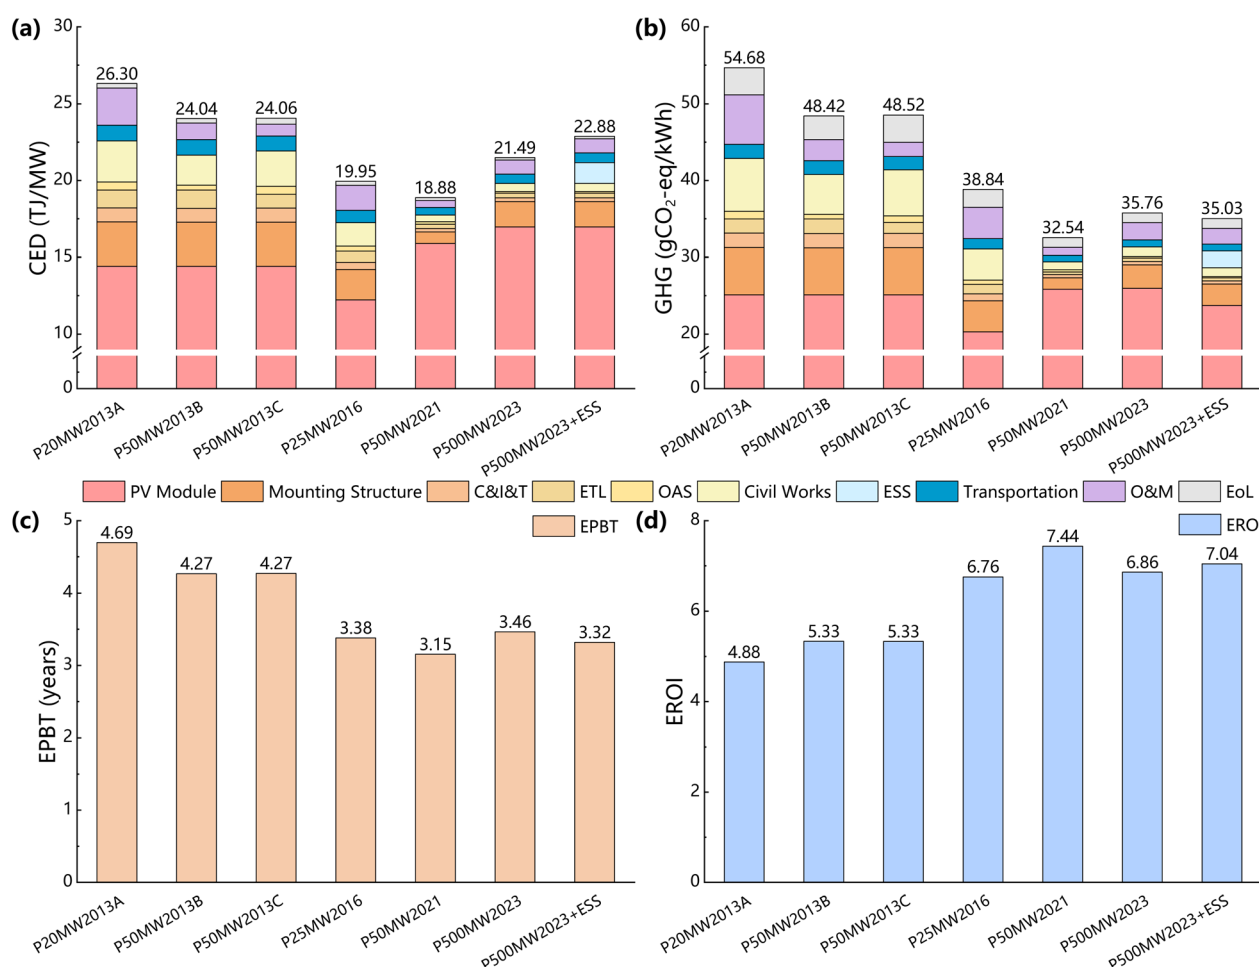 (a)
CED (TJ/MW)
30
25
20
15
10
0
26.30
24.04
24.06
19.95
18.88
21.49
22.88
P20MW2013A
P50MW2013B
P50MW2013C
P25MW2016
P50MW2021
P500MW2023
P500MW2023+ESS
(b)
GHG (gCO₂-eq/kWh)
60
50
40
30
20
0
54.68
48.42
48.52
38.84
32.54
35.76
35.03
P20MW2013A
P50MW2013B
P50MW2013C
P25MW2016
P50MW2021
P500MW2023
P500MW2023+ESS
PV Module Mounting Structure C&I&T ETL OAS Civil Works ESS Transportation O&M EoL
(c)
EPBT
EPBT (years)
5
4
3
2
1
0
4.69
4.27
4.27
3.38
3.15
3.46
3.32
P20MW2013A
P50MW2013B
P50MW2013C
P25MW2016
P50MW2021
P500MW2023
P500MW2023+ESS
(d)
EROI
8
6
4
2
0
4.88
5.33
5.33
6.76
7.44
6.86
7.04
P20MW2013A
P50MW2013B
P50MW2013C
P25MW2016
P50MW2021
P500MW2023
P500MW2023+ESS